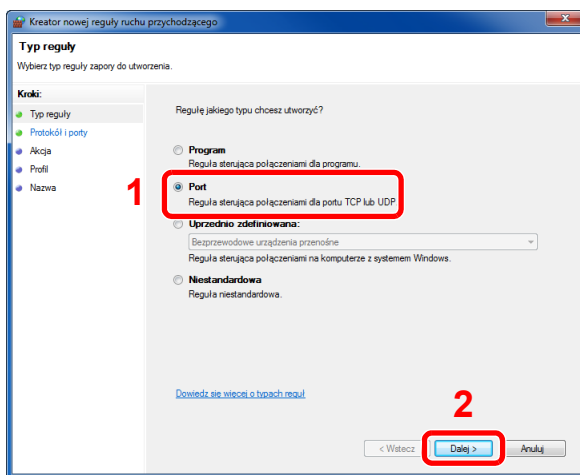 Kreator nowej reguły ruchu przychodzącego
Typ reguły
Wybierz typ reguły zapory do utworzenia.
Kroki:
Typ reguły
Protokół i porty
Akcja
Profil
Nazwa
Regułę jakiego typu chcesz utworzyć?
Program
Reguła sterująca połączeniami dla programu.
1
Port
Reguła sterująca połączeniami dla portu TCP lub UDP
Uprzednio zdefiniowana:
Bezprzewodowe urządzenia przenośne
Reguła sterująca połączeniami na komputerze z systemem Windows.
Niestandardowa
Reguła niestandardowa.
Dowiedz się więcej o typach reguł
2
< Wstecz
Dalej >
Anuluj